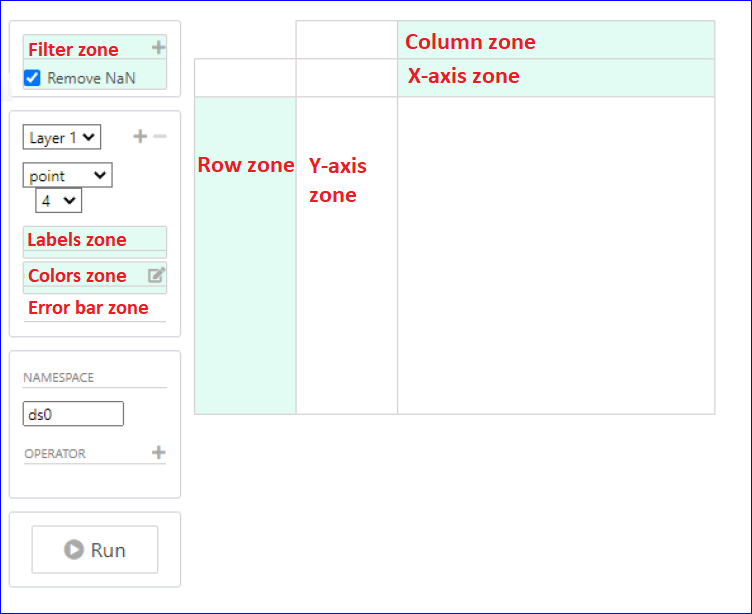 Filter zone
Remove NaN
Layer 1
point
4
Labels zone
Colors zone
Error bar zone
NAMESPACE
ds0
OPERATOR
Run
Column zone
X-axis zone
Row zone
Y-axis
zone